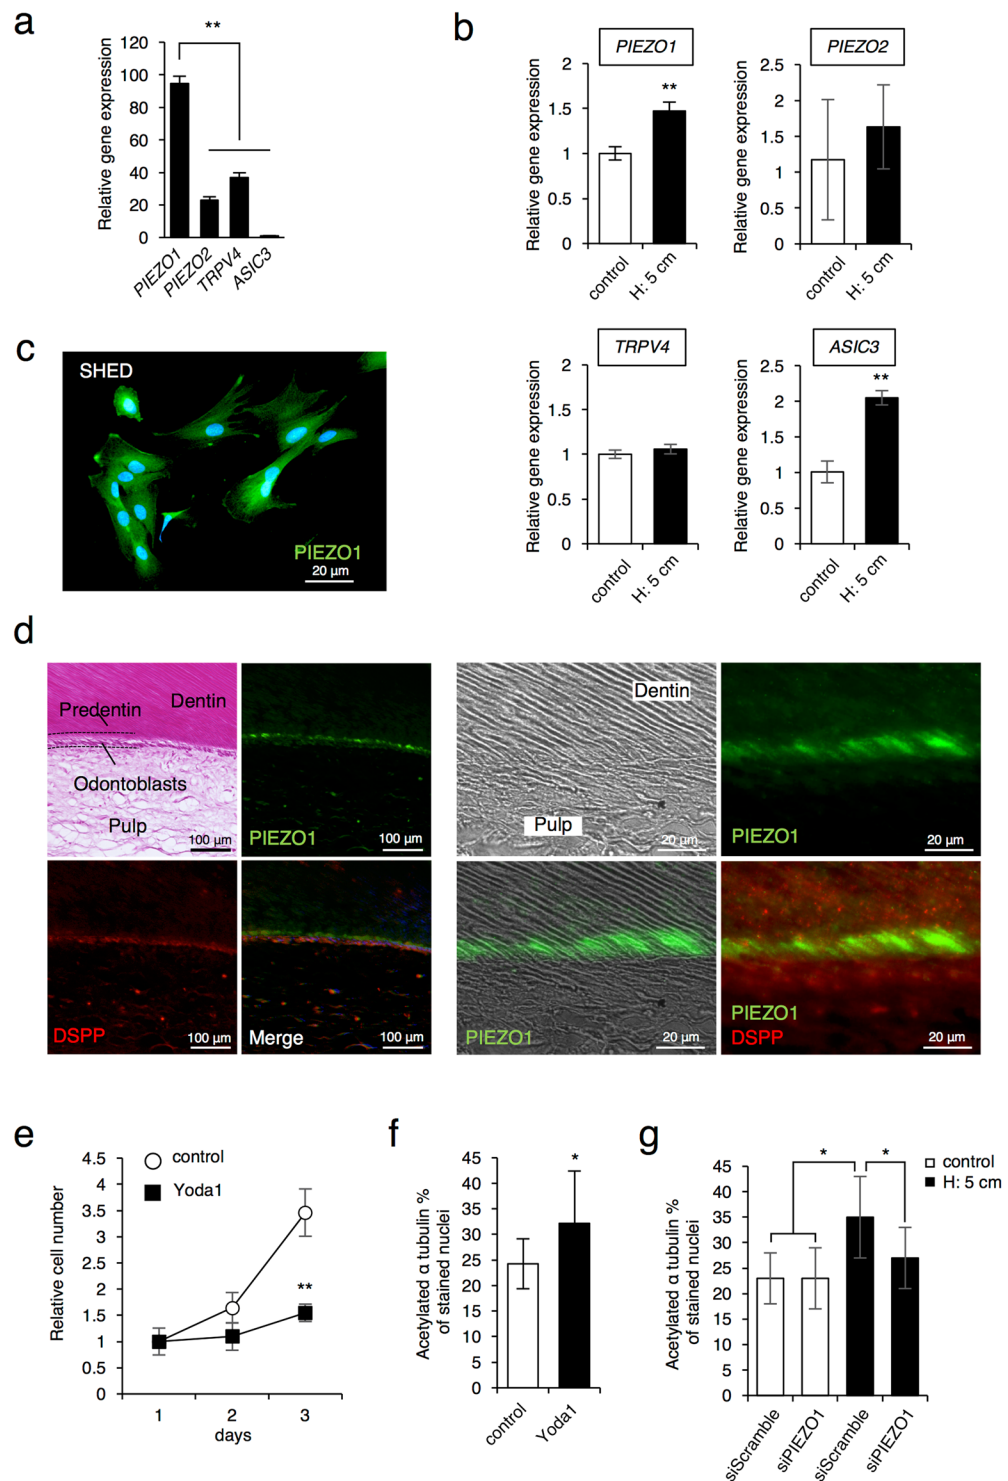 a
**
120
100
80
60
40
20
0
Relative gene expression
PIEZO1
PIEZO2
TRPV4
ASIC3
b
PIEZO1
2
1.5
1
0.5
0
Relative gene expression
**
control
H: 5 cm
PIEZO2
2.5
2
1.5
1
0.5
0
Relative gene expression
control
H: 5 cm
TRPV4
2
1.5
1
0.5
0
Relative gene expression
control
H: 5 cm
ASIC3
2.5
2
1.5
1
0.5
0
Relative gene expression
**
control
H: 5 cm
c
SHED
PIEZO1
20 μm
d
Predentin
Dentin
Odontoblasts
Pulp
100 μm
PIEZO1
100 μm
DSPP
100 μm
Merge
100 μm
Dentin
Pulp
20 μm
PIEZO1
20 μm
PIEZO1
20 μm
PIEZO1
DSPP
20 μm
e
control
Yoda1
4.5
4
3.5
3
2.5
2
1.5
1
0.5
0
Relative cell number
**
1
2
3
days
f
45
40
35
30
25
20
15
10
5
0
Acetylated α tubulin %
of stained nuclei
*
control
Yoda1
g
control
H: 5 cm
45
40
35
30
25
20
15
10
5
0
Acetylated α tubulin %
of stained nuclei
*
*
siScramble
siPIEZO1
siScramble
siPIEZO1